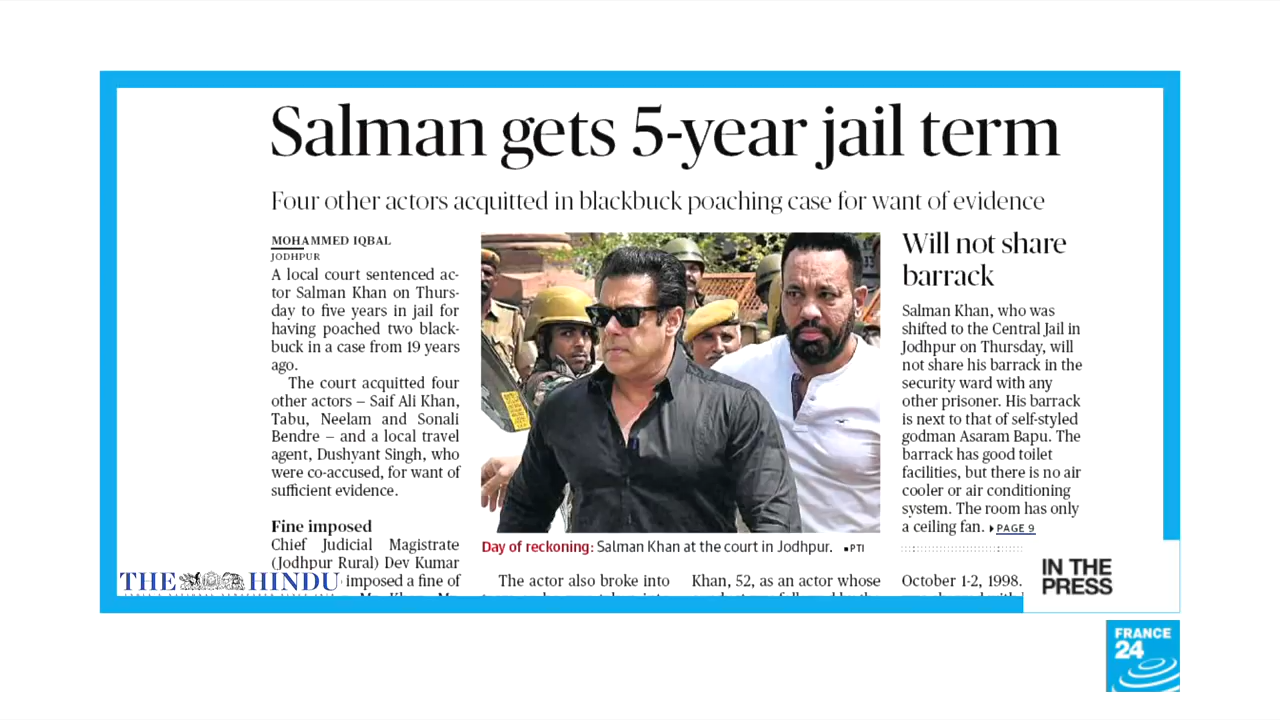 Salman gets 5-year jail term
Four other actors acquitted in blackbuck poaching case for want of evidence
MOHAMMED IQBAL
JODHPUR
A local court sentenced ac-
tor Salman Khan on Thurs-
day to five years in jail for
having poached two black-
buck in a case from 19 years
ago.
The court acquitted four
other actors – Saif Ali Khan,
Tabu, Neelam and Sonali
Bendre – and a local travel
agent, Dushyant Singh, who
were co-accused, for want of
sufficient evidence.
Fine imposed
Chief Judicial Magistrate
(Jodhpur Rural) Dev Kumar
imposed a fine of
Day of reckoning: Salman Khan at the court in Jodhpur. ▪PTI
The actor also broke into
Khan, 52, as an actor whose
Will not share
barrack
Salman Khan, who was
shifted to the Central Jail in
Jodhpur on Thursday, will
not share his barrack in the
security ward with any
other prisoner. His barrack
is next to that of self-styled
godman Asaram Bapu. The
barrack has good toilet
facilities, but there is no air
cooler or air conditioning
system. The room has only
a ceiling fan. ▸PAGE 9
October 1-2, 1998.
THE HINDU
IN THE
PRESS
FRANCE
24